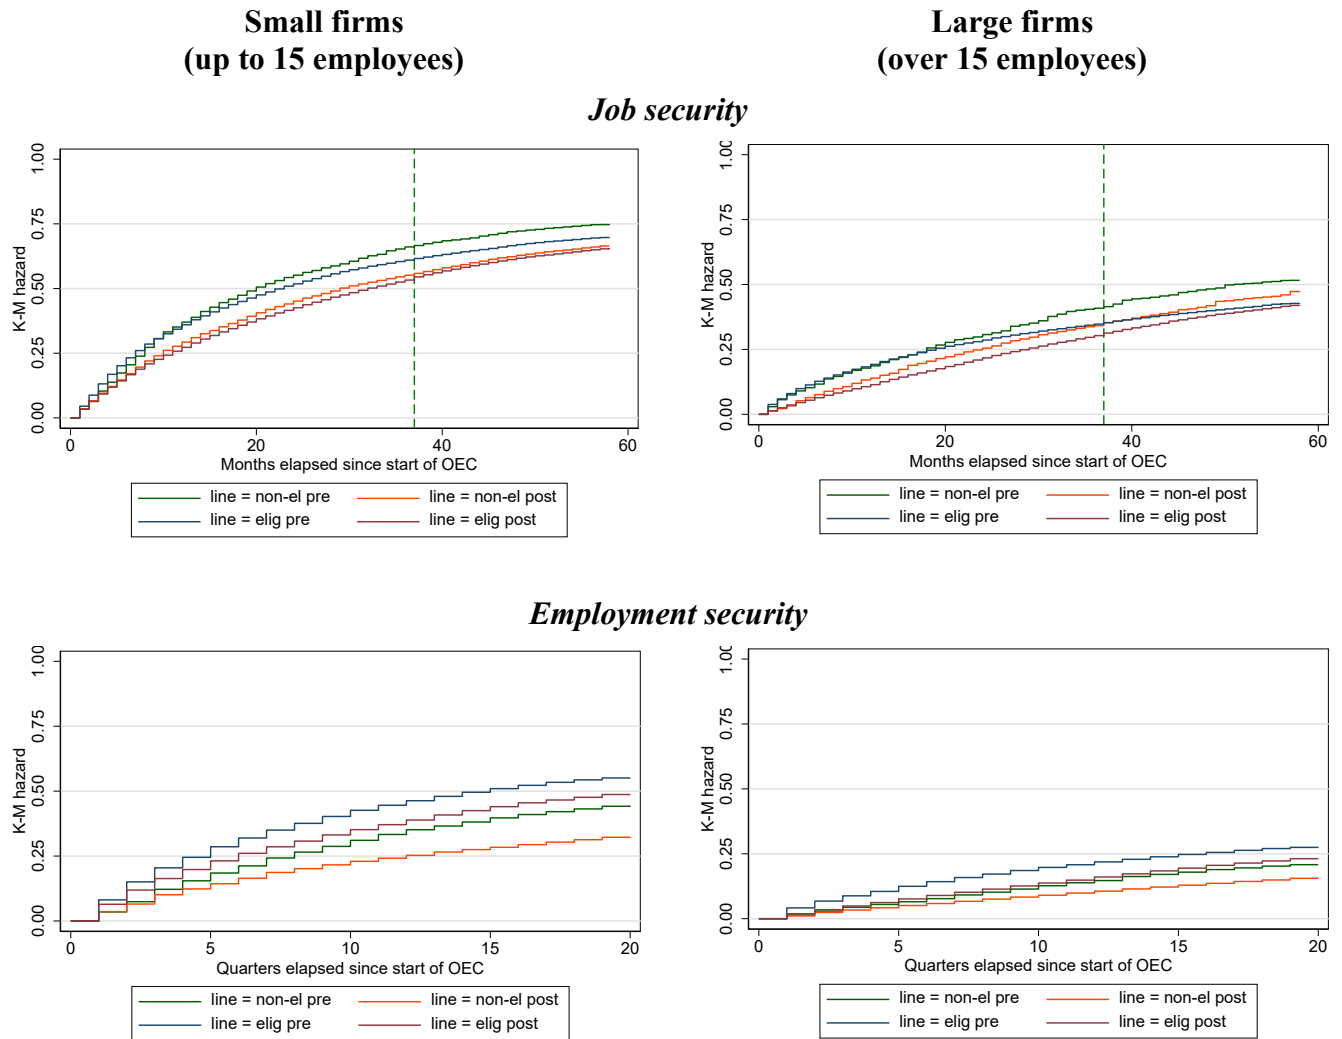 Small firms
(up to 15 employees)
Large firms
(over 15 employees)
Job security
1.00
0.75
0.50
0.25
0.00
K-M hazard
0 20 40 60
Months elapsed since start of OEC
line = non-el pre line = non-el post
line = elig pre line = elig post
1.00
0.75
0.50
0.25
0.00
K-M hazard
0 20 40 60
Months elapsed since start of OEC
line = non-el pre line = non-el post
line = elig pre line = elig post
Employment security
1.00
0.75
0.50
0.25
0.00
K-M hazard
0 5 10 15 20
Quarters elapsed since start of OEC
line = non-el pre line = non-el post
line = elig pre line = elig post
1.00
0.75
0.50
0.25
0.00
K-M hazard
0 5 10 15 20
Quarters elapsed since start of OEC
line = non-el pre line = non-el post
line = elig pre line = elig post